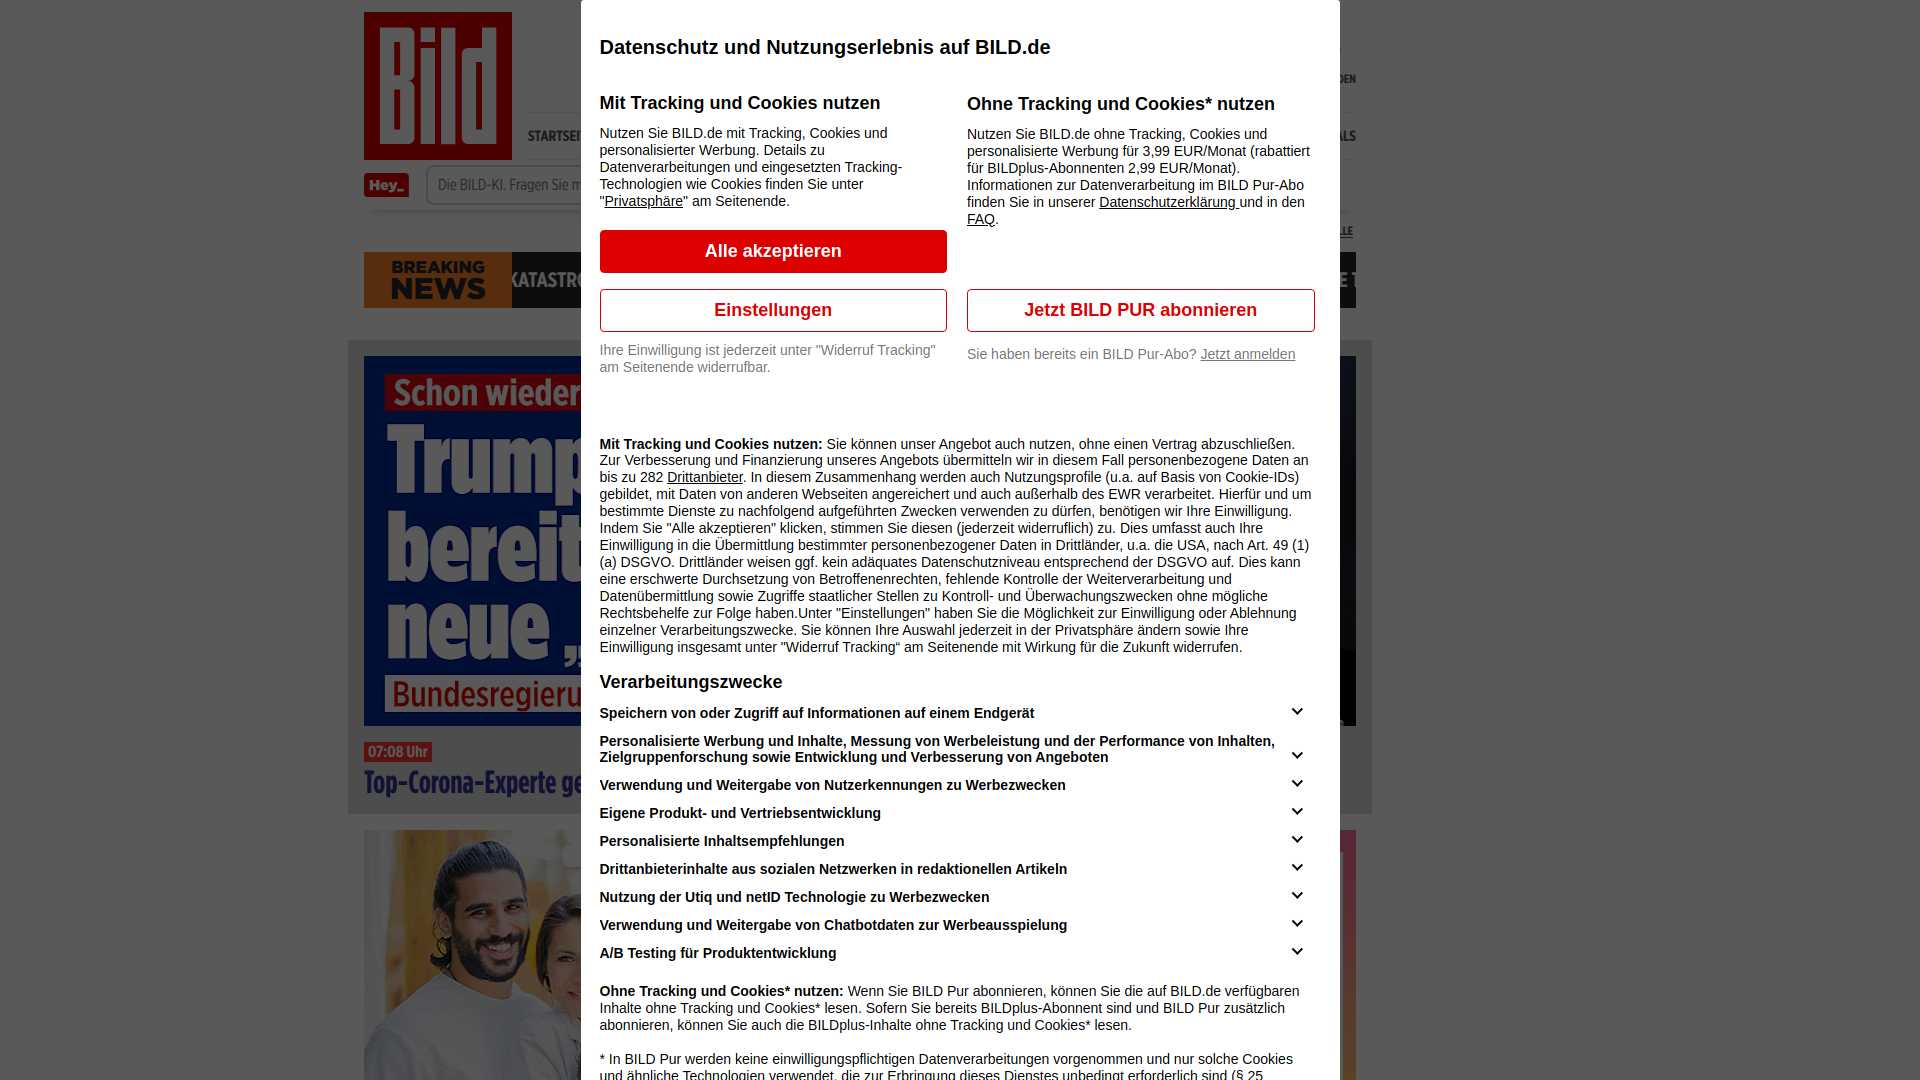 Bild
Datenschutz und Nutzungserlebnis auf BILD.de
DEN
Mit Tracking und Cookies nutzen
Nutzen Sie BILD.de mit Tracking, Cookies und
personalisierter Werbung. Details zu
Datenverarbeitungen und eingesetzten Tracking-
Technologien wie Cookies finden Sie unter
"Privatsphäre" am Seitenende.
Alle akzeptieren
Einstellungen
Ihre Einwilligung ist jederzeit unter "Widerruf Tracking"
am Seitenende widerrufbar.
Ohne Tracking und Cookies* nutzen
Nutzen Sie BILD.de ohne Tracking, Cookies und
personalisierte Werbung für 3,99 EUR/Monat (rabattiert
für BILDplus-Abonnenten 2,99 EUR/Monat).
Informationen zur Datenverarbeitung im BILD Pur-Abo
finden Sie in unserer Datenschutzerklärung und in den
FAQ.
Jetzt BILD PUR abonnieren
Sie haben bereits ein BILD Pur-Abo? Jetzt anmelden
STARTSEI
ALS
Hey_
Die BILD-KI. Fragen Sie m
LLE
BREAKING
NEWS
KATASTRO
E T
Schon wieder
Trump
bereit
neue „
Bundesregieru
07:08 Uhr
Top-Corona-Experte ge
Mit Tracking und Cookies nutzen: Sie können unser Angebot auch nutzen, ohne einen Vertrag abzuschließen.
Zur Verbesserung und Finanzierung unseres Angebots übermitteln wir in diesem Fall personenbezogene Daten an
bis zu 282 Drittanbieter. In diesem Zusammenhang werden auch Nutzungsprofile (u.a. auf Basis von Cookie-IDs)
gebildet, mit Daten von anderen Webseiten angereichert und auch außerhalb des EWR verarbeitet. Hierfür und um
bestimmte Dienste zu nachfolgend aufgeführten Zwecken verwenden zu dürfen, benötigen wir Ihre Einwilligung.
Indem Sie "Alle akzeptieren" klicken, stimmen Sie diesen (jederzeit widerruflich) zu. Dies umfasst auch Ihre
Einwilligung in die Übermittlung bestimmter personenbezogener Daten in Drittländer, u.a. die USA, nach Art. 49 (1)
(a) DSGVO. Drittländer weisen ggf. kein adäquates Datenschutzniveau entsprechend der DSGVO auf. Dies kann
eine erschwerte Durchsetzung von Betroffenenrechten, fehlende Kontrolle der Weiterverarbeitung und
Datenübermittlung sowie Zugriffe staatlicher Stellen zu Kontroll- und Überwachungszwecken ohne mögliche
Rechtsbehelfe zur Folge haben.Unter "Einstellungen" haben Sie die Möglichkeit zur Einwilligung oder Ablehnung
einzelner Verarbeitungszwecke. Sie können Ihre Auswahl jederzeit in der Privatsphäre ändern sowie Ihre
Einwilligung insgesamt unter "Widerruf Tracking“ am Seitenende mit Wirkung für die Zukunft widerrufen.
Verarbeitungszwecke
Speichern von oder Zugriff auf Informationen auf einem Endgerät
Personalisierte Werbung und Inhalte, Messung von Werbeleistung und der Performance von Inhalten,
Zielgruppenforschung sowie Entwicklung und Verbesserung von Angeboten
Verwendung und Weitergabe von Nutzerkennungen zu Werbezwecken
Eigene Produkt- und Vertriebsentwicklung
Personalisierte Inhaltsempfehlungen
Drittanbieterinhalte aus sozialen Netzwerken in redaktionellen Artikeln
Nutzung der Utiq und netID Technologie zu Werbezwecken
Verwendung und Weitergabe von Chatbotdaten zur Werbeausspielung
A/B Testing für Produktentwicklung
Ohne Tracking und Cookies* nutzen: Wenn Sie BILD Pur abonnieren, können Sie die auf BILD.de verfügbaren
Inhalte ohne Tracking und Cookies* lesen. Sofern Sie bereits BILDplus-Abonnent sind und BILD Pur zusätzlich
abonnieren, können Sie auch die BILDplus-Inhalte ohne Tracking und Cookies* lesen.
* In BILD Pur werden keine einwilligungspflichtigen Datenverarbeitungen vorgenommen und nur solche Cookies
und ähnliche Technologien verwendet, die zur Erbringung dieses Dienstes unbedingt erforderlich sind (§ 25